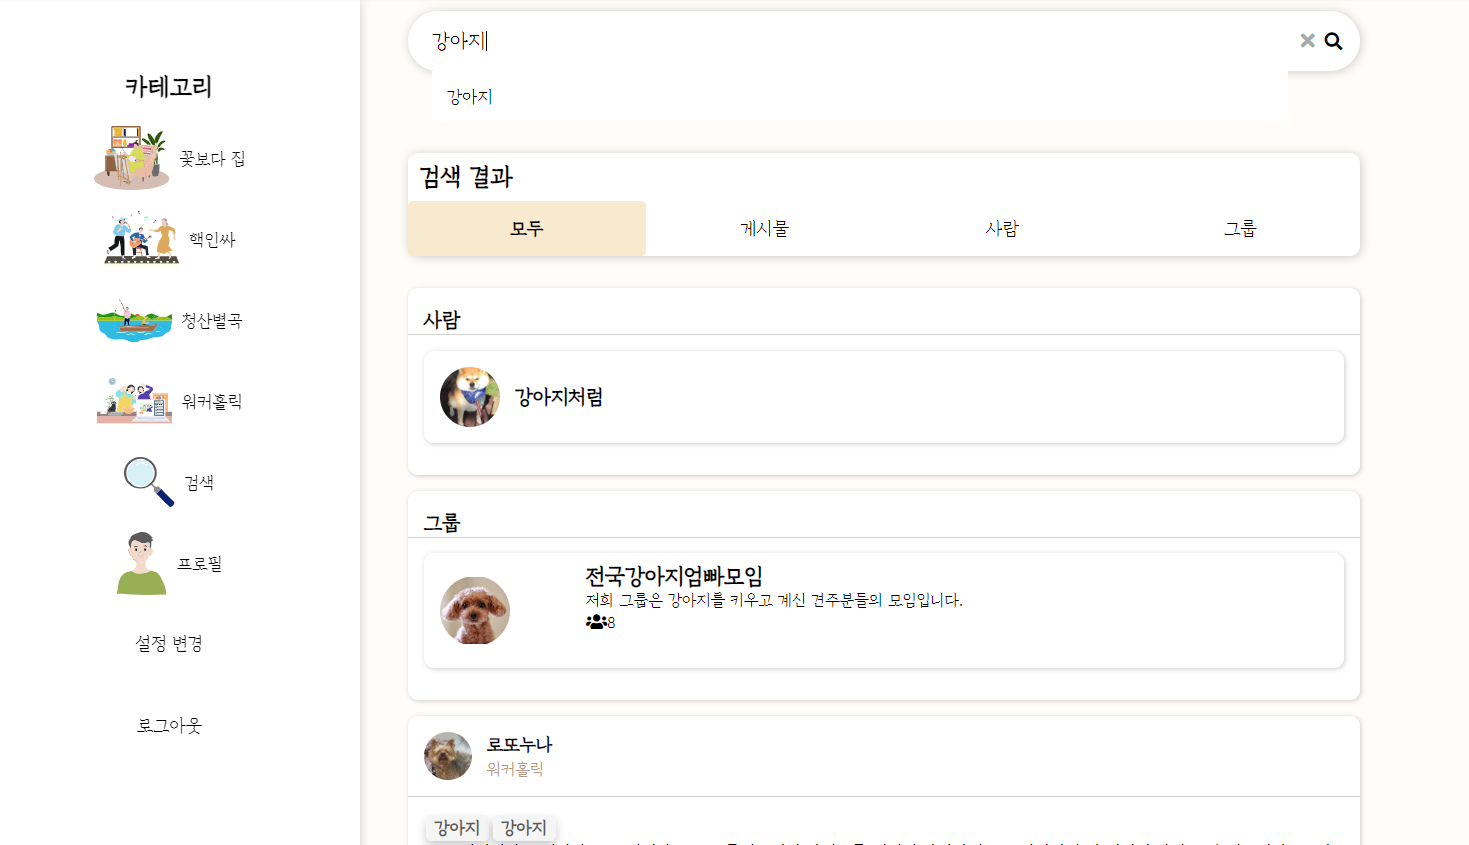 카테고리
꽃보다 집
핵인싸
청산별곡
워커홀릭
검색
프로필
설정 변경
로그아웃
강아지
강아지
검색 결과
모두 게시물 사람 그룹
사람
강아지처럼
그룹
전국강아지엄빠모임
저희 그룹은 강아지를 키우고 계신 견주분들의 모임입니다.
8
로또누나
워커홀릭
강아지 강아지